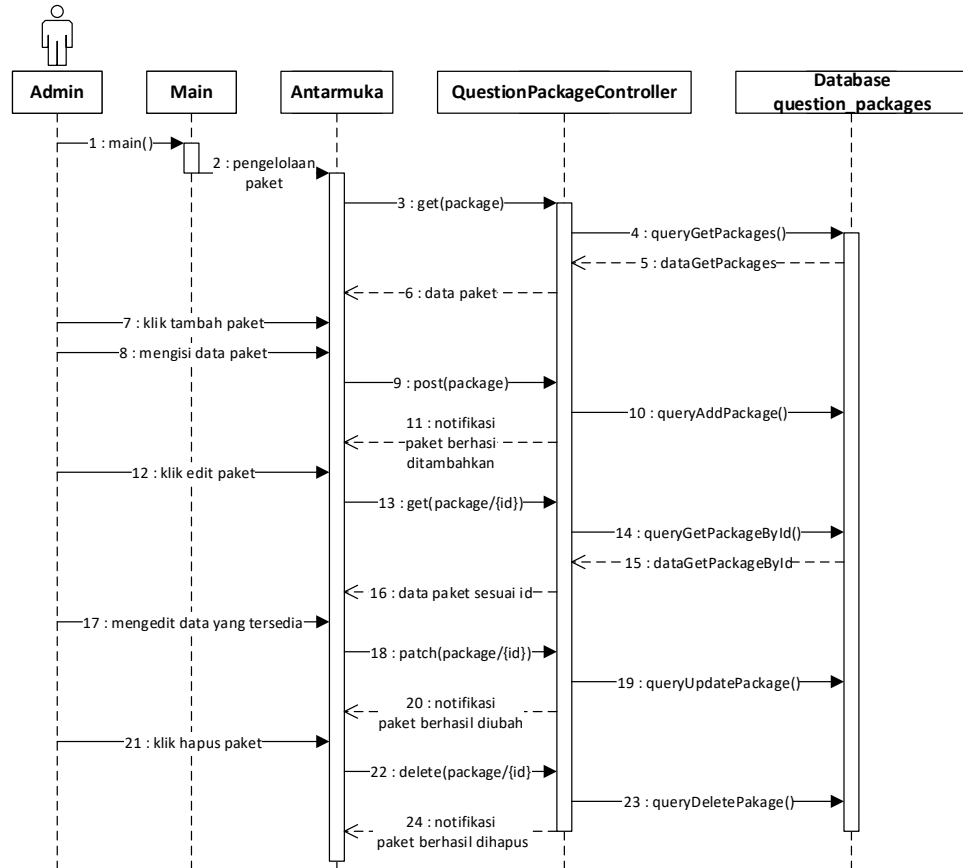 Admin
Main
Antarmuka
QuestionPackageController
Database
question_packages
1 : main()
2 : pengelolaan
paket
3 : get(package)
4 : queryGetPackages()
5 : dataGetPackages
6 : data paket
7 : klik tambah paket
8 : mengisi data paket
9 : post(package)
10 : queryAddPackage()
11 : notifikasi
paket berhasi
ditambahkan
12 : klik edit paket
13 : get(package/{id})
14 : queryGetPackageById()
15 : dataGetPackageById
16 : data paket sesuai id
17 : mengedit data yang tersedia
18 : patch(package/{id})
19 : queryUpdatePackage()
20 : notifikasi
paket berhasil diubah
21 : klik hapus paket
22 : delete(package/{id}
23 : queryDeletePakage()
24 : notifikasi
paket berhasil dihapus